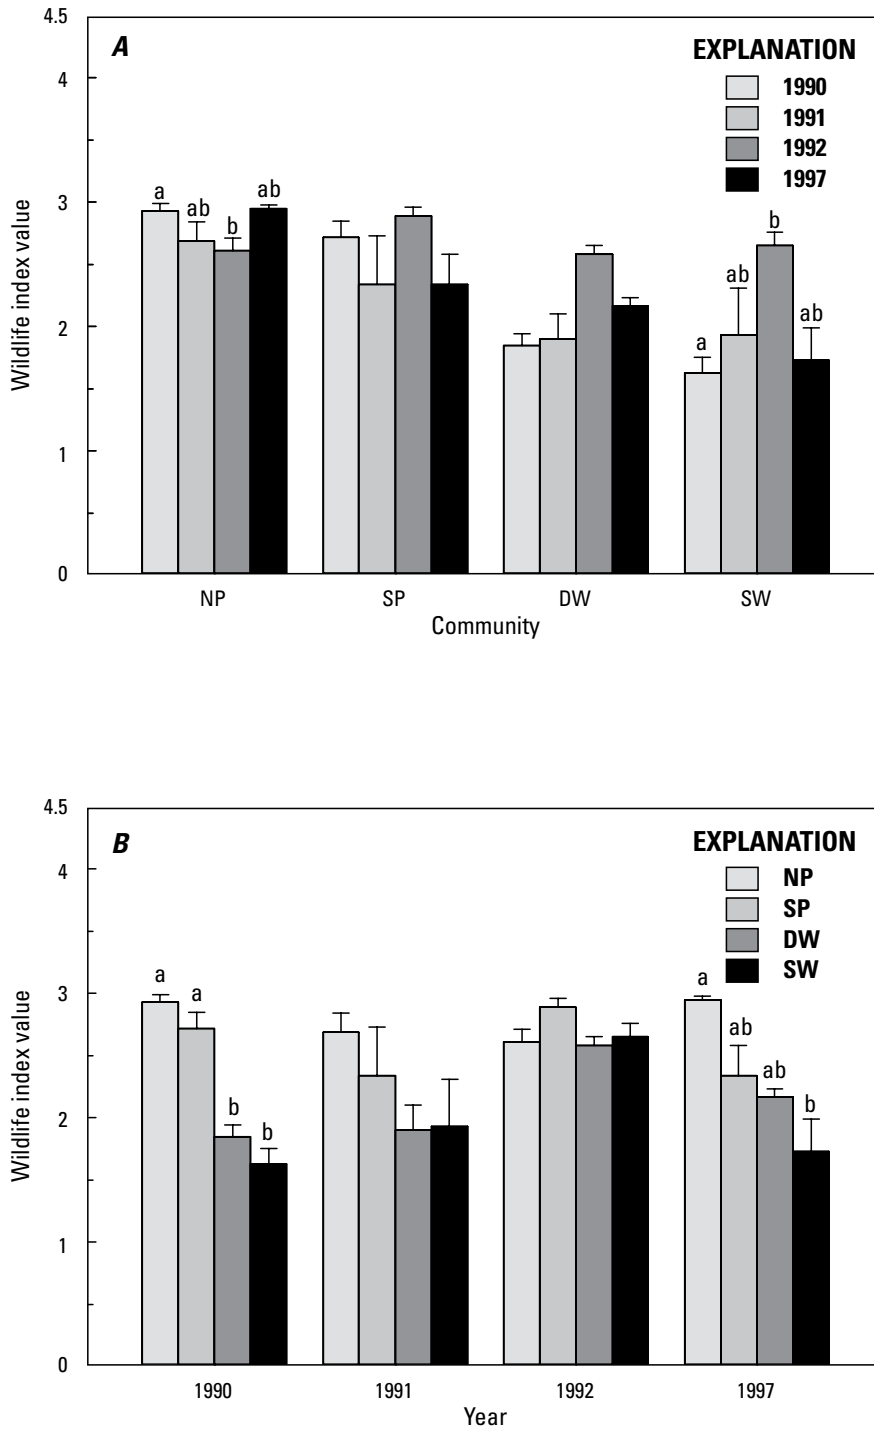 4.5
A
EXPLANATION
1990
1991
1992
1997
4
3
2
1
0
Wildlife index value
a
ab
b
ab
a
ab
b
ab
NP
SP
DW
SW
Community
4.5
B
EXPLANATION
NP
SP
DW
SW
4
3
2
1
0
Wildlife index value
a
a
b
b
a
ab
ab
b
1990
1991
1992
1997
Year